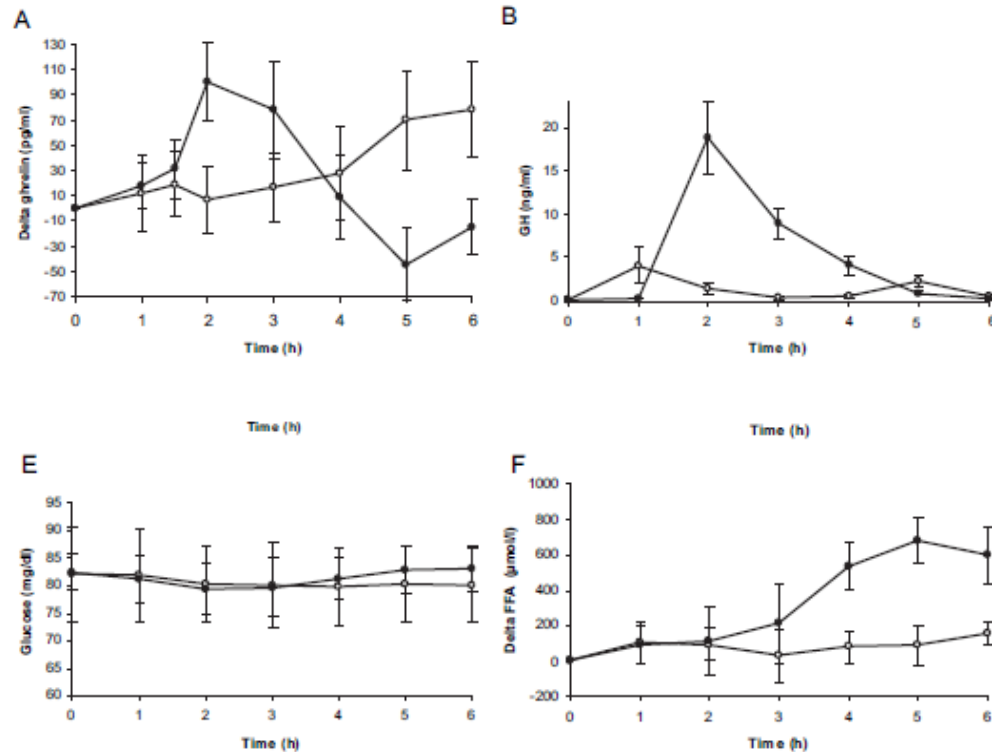 A
Delta ghrelin (pg/ml)
130
110
90
70
50
30
10
-10
-30
-50
-70
0 1 2 3 4 5 6
Time (h)
B
GH (ng/ml)
20
15
10
5
0
0 1 2 3 4 5 6
Time (h)
Time (h)
Time (h)
E
Glucose (mg/dl)
95
90
85
80
75
70
65
60
0 1 2 3 4 5 6
Time (h)
F
Delta FFA (µmol/l)
1000
800
600
400
200
0
-200
0 1 2 3 4 5 6
Time (h)